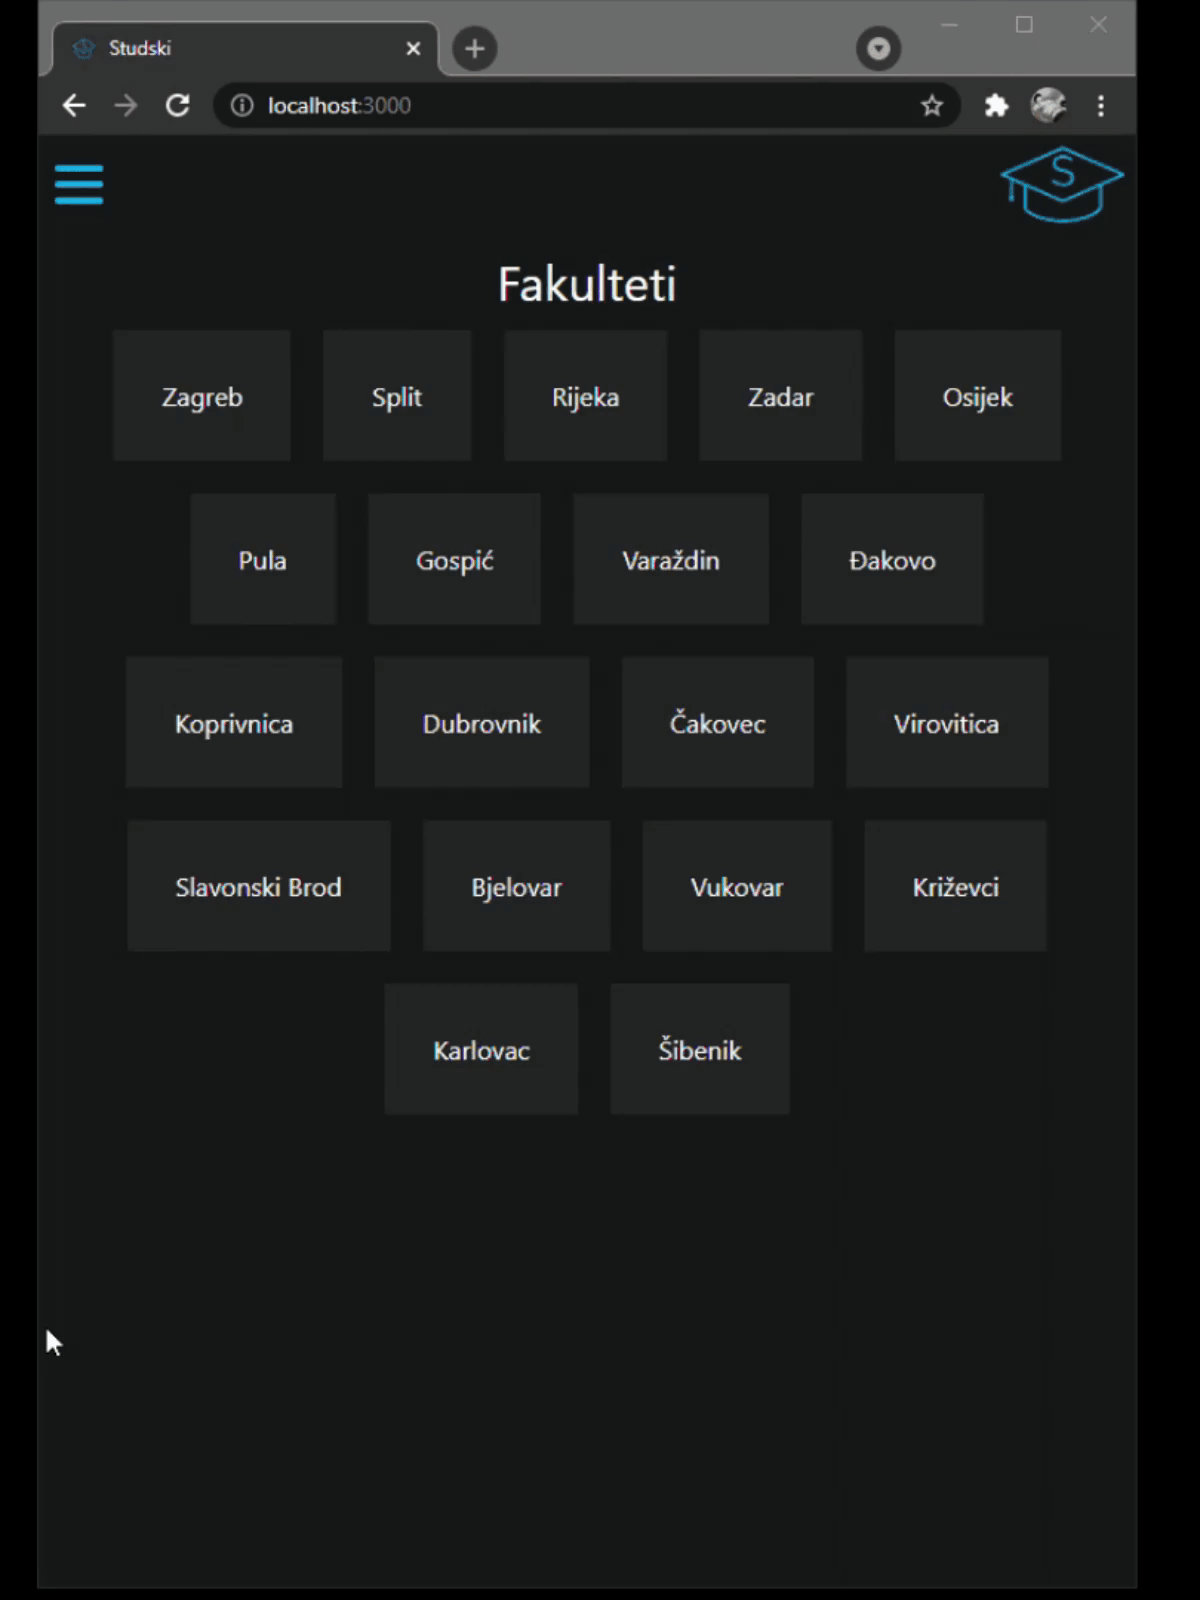 Studski
localhost:3000
S
Fakulteti
Zagreb Split Rijeka Zadar Osijek
Pula Gospić Varaždin Đakovo
Koprivnica Dubrovnik Čakovec Virovitica
Slavonski Brod Bjelovar Vukovar Križevci
Karlovac Šibenik